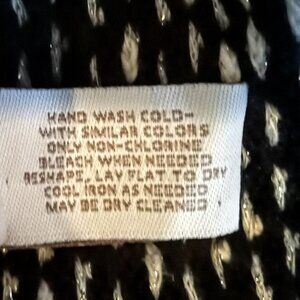 HAND WASH COLD-
WITH SIMILAR COLORS
ONLY NON-CHLORINE
BLEACH WHEN NEEDED
RESHAPE, LAY FLAT TO DRY
COOL IRON AS NEEDED
MAY BE DRY CLEANED